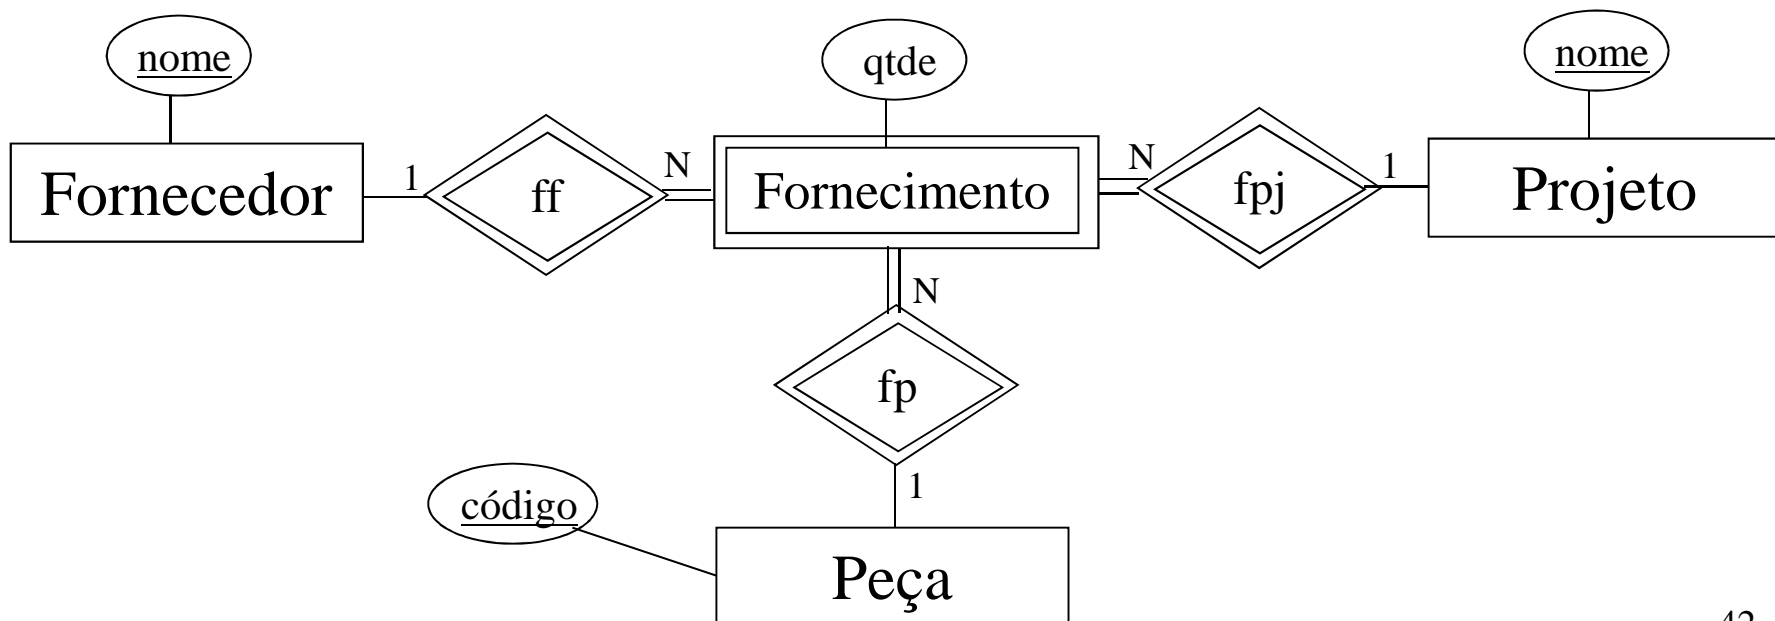 nome
qtde
nome
Fornecedor
1
ff
N
Fornecimento
N
fpj
1
Projeto
N
fp
1
código
Peça